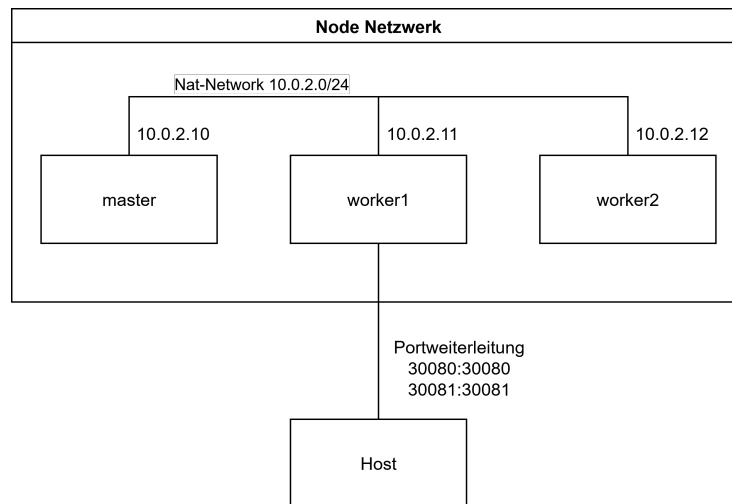 Node Netzwerk
Nat-Network 10.0.2.0/24
10.0.2.10
10.0.2.11
10.0.2.12
master
worker1
worker2
Portweiterleitung
30080:30080
30081:30081
Host